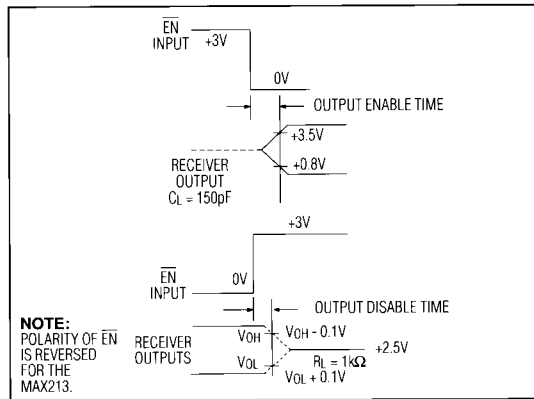 EN
INPUT
+3V
0V
OUTPUT ENABLE TIME
+3.5V
+0.8V
RECEIVER
OUTPUT
CL = 150pF
+3V
0V
EN
INPUT
OUTPUT DISABLE TIME
NOTE:
POLARITY OF EN
IS REVERSED
FOR THE
MAX213.
RECEIVER
OUTPUTS
VOH
VOL
VOH - 0.1V
+2.5V
RL = 1kΩ
VOL + 0.1V